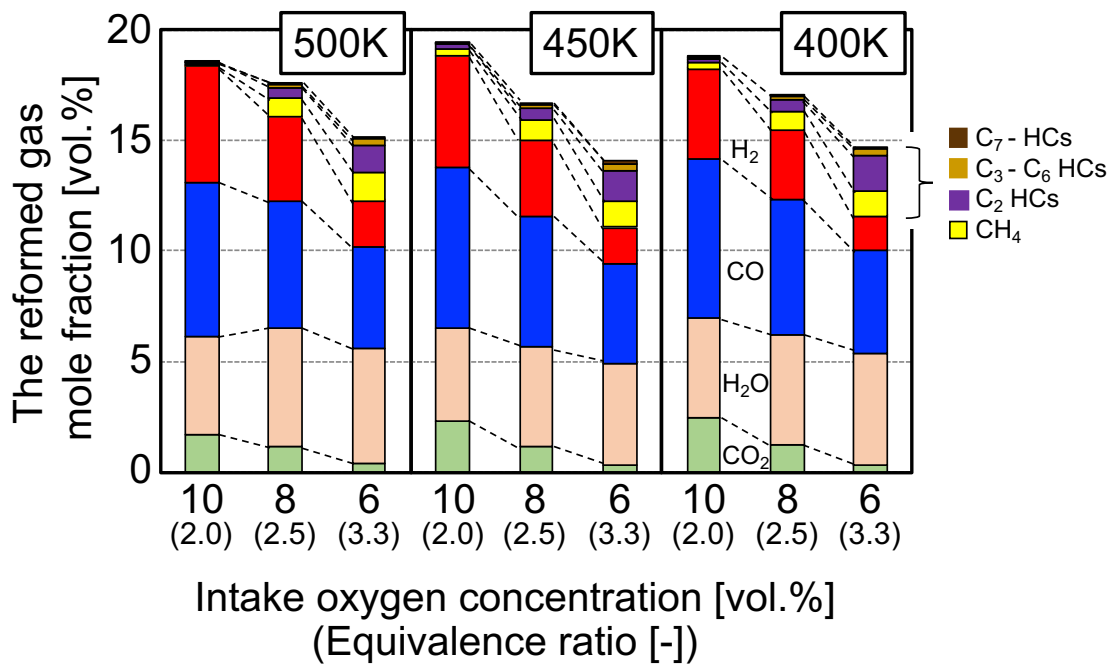 The reformed gas
mole fraction [vol.%]
20
15
10
5
0
500K
450K
400K
H₂
CO
H₂O
CO₂
C₇ - HCs
C₃ - C₆ HCs
C₂ HCs
CH₄
10 8 6 10 8 6 10 8 6
(2.0) (2.5) (3.3) (2.0) (2.5) (3.3) (2.0) (2.5) (3.3)
Intake oxygen concentration [vol.%]
(Equivalence ratio [-])